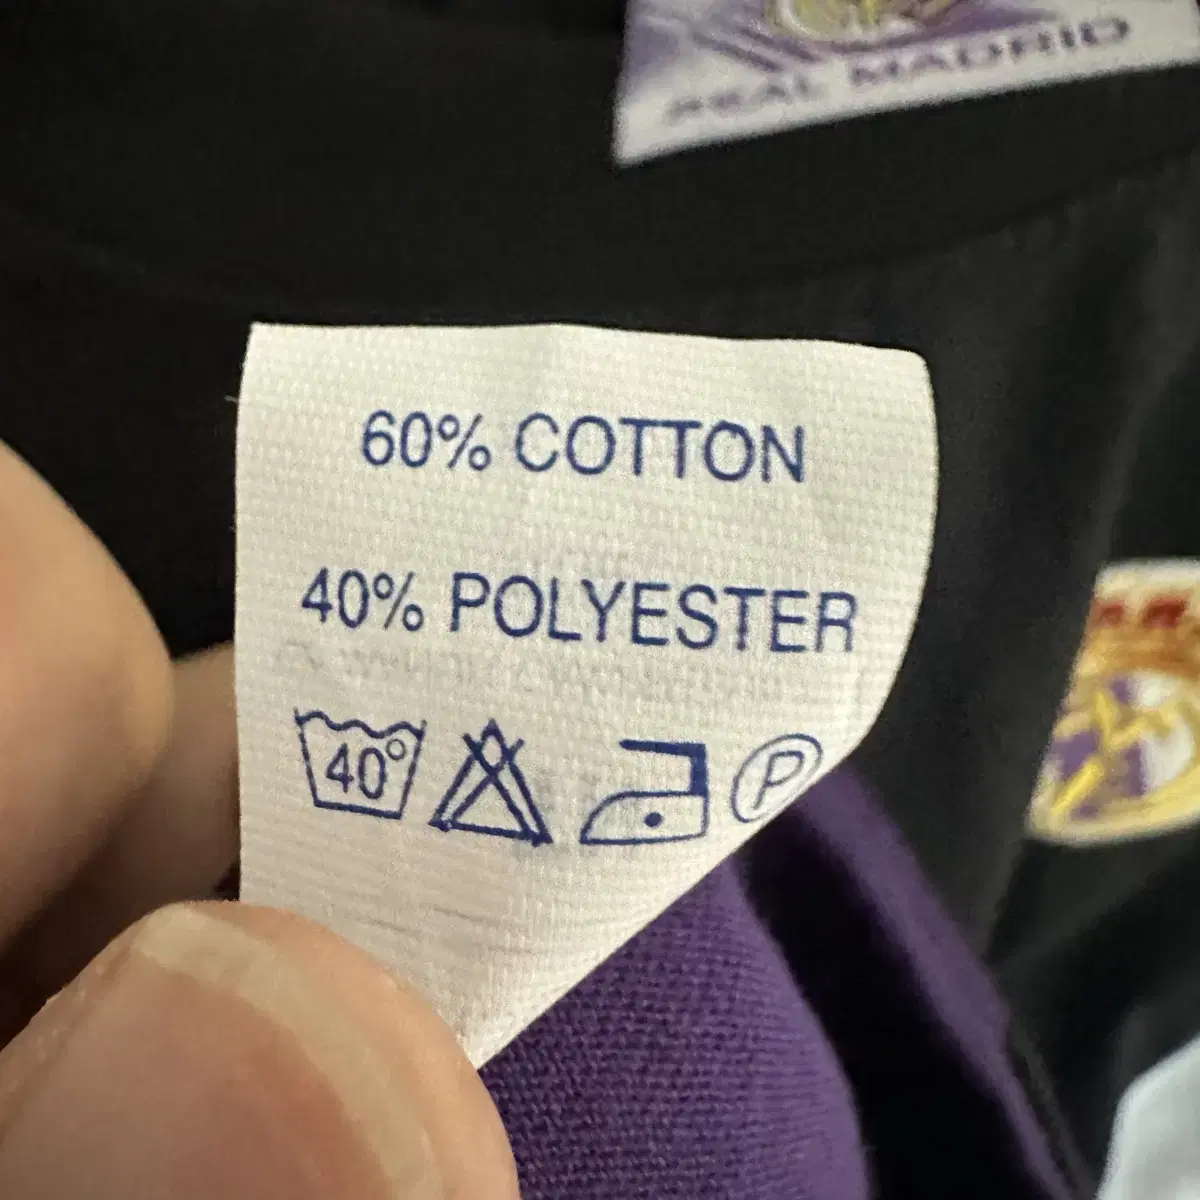 REAL MADRID
60% COTTON
40% POLYESTER
40°
P